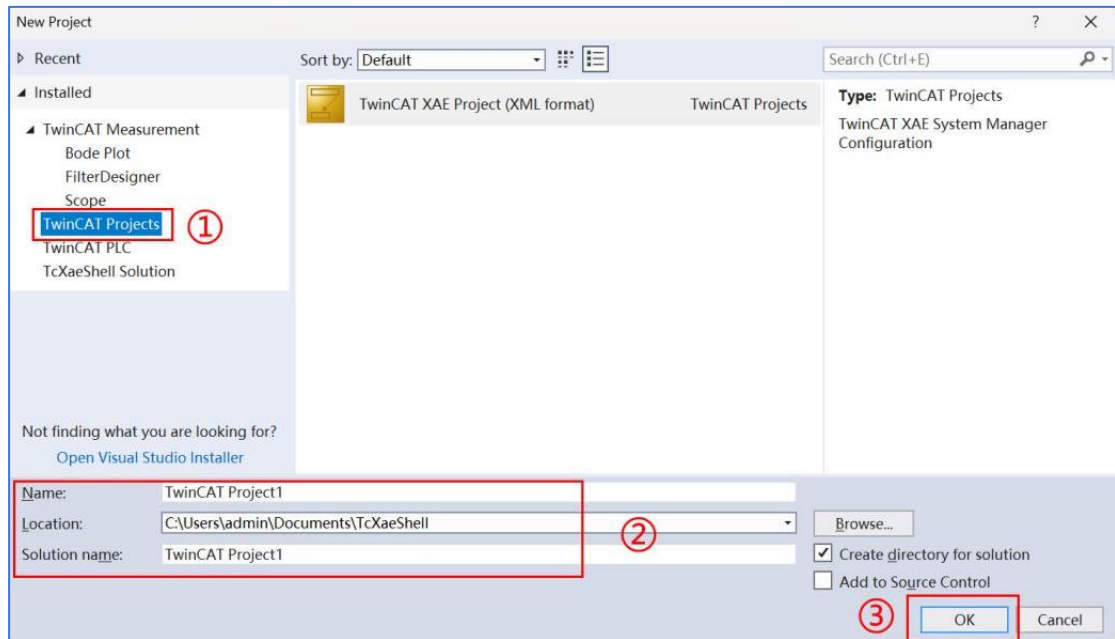 New Project
? ×
Recent
Sort by: Default
Search (Ctrl+E)
Installed
TwinCAT Measurement
Bode Plot
FilterDesigner
Scope
TwinCAT Projects
①
TwinCAT PLC
TcXaeShell Solution
TwinCAT XAE Project (XML format) TwinCAT Projects
Type: TwinCAT Projects
TwinCAT XAE System Manager
Configuration
Not finding what you are looking for?
Open Visual Studio Installer
Name: TwinCAT Project1
Location: C:\Users\admin\Documents\TcXaeShell
②
Browse...
Solution name: TwinCAT Project1
Create directory for solution
Add to Source Control
③
OK Cancel